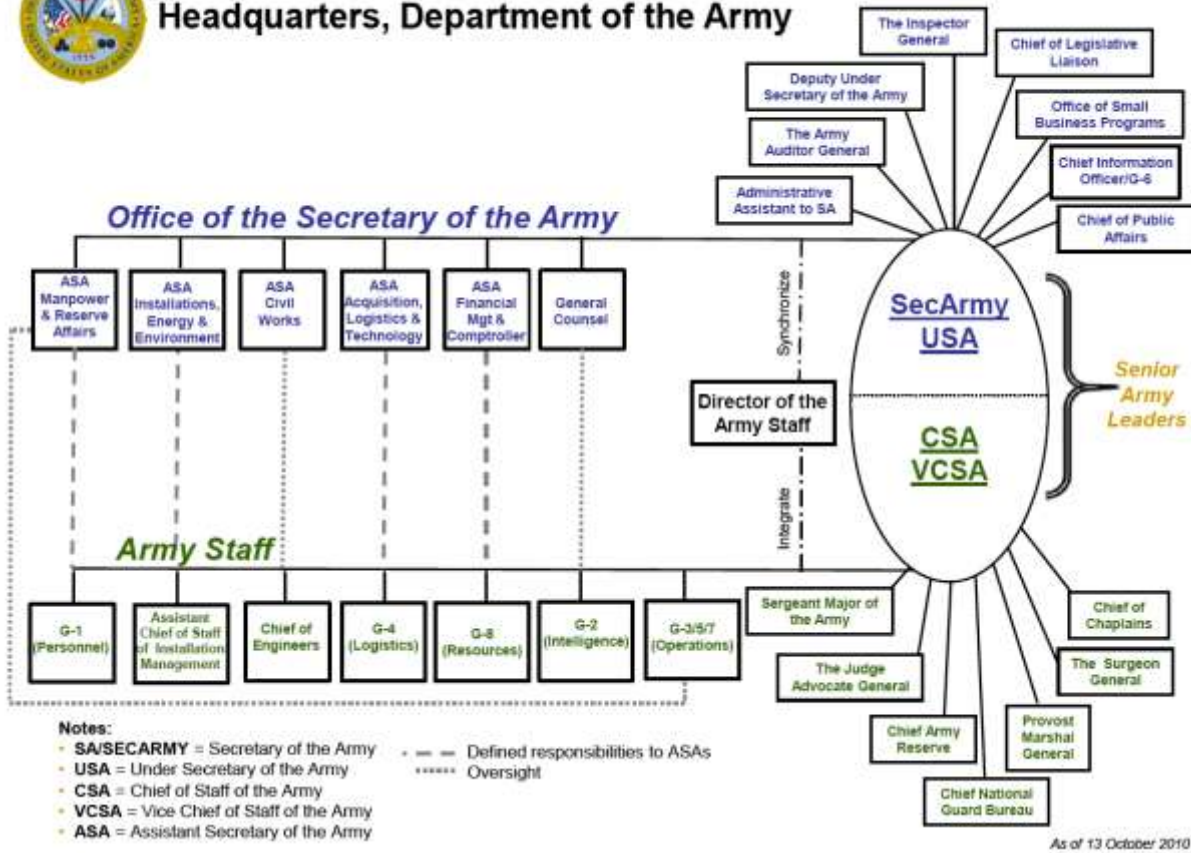 Headquarters, Department of the Army
The Inspector
General
Chief of Legislative
Liaison
Deputy Under
Secretary of the Army
Office of Small
Business Programs
The Army
Auditor General
Chief Information
Officer/G-6
Administrative
Assistant to SA
Chief of Public
Affairs
Office of the Secretary of the Army
ASA
Manpower
& Reserve
Affairs
ASA
Installations,
Energy &
Environment
ASA
Civil
Works
ASA
Acquisition,
Logistics &
Technology
ASA
Financial
Mgt &
Comptroller
General
Counsel
Synchronize
SecArmy
USA
Senior
Army
Leaders
Director of the
Army Staff
CSA
VCSA
Integrate
Army Staff
G-1
(Personnel)
Assistant
Chief of Staff
of Installation
Management
Chief of
Engineers
G-4
(Logistics)
G-8
(Resources)
G-2
(Intelligence)
G-3/5/7
(Operations)
Sergeant Major of
the Army
Chief of
Chaplains
The Judge
Advocate General
The Surgeon
General
Chief Army
Reserve
Provost
Marshal
General
Chief National
Guard Bureau
Notes:
• SA/SECARMY = Secretary of the Army
• USA = Under Secretary of the Army
• CSA = Chief of Staff of the Army
• VCSA = Vice Chief of Staff of the Army
• ASA = Assistant Secretary of the Army
Defined responsibilities to ASAs
Oversight
As of 13 October 2010